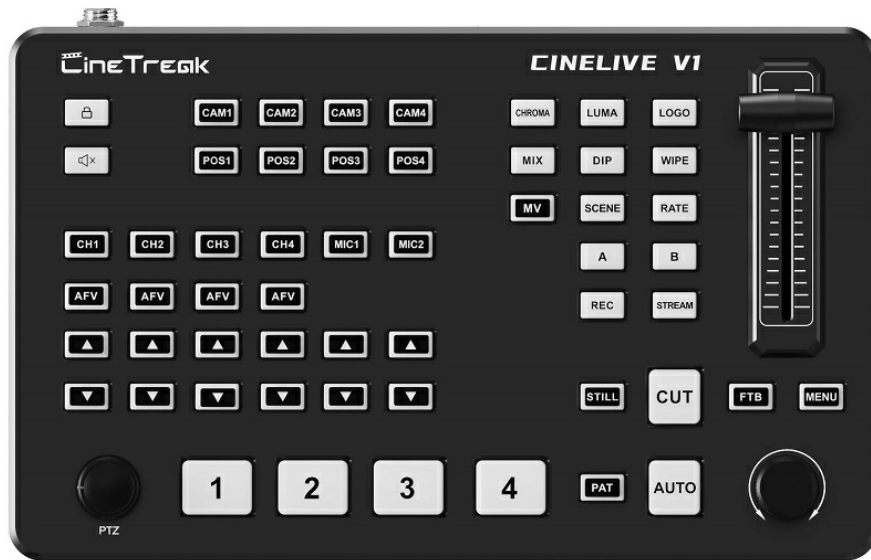 CineTreak CINELIVE V1
CAM1 CAM2 CAM3 CAM4 CHROMA LUMA LOGO
POS1 POS2 POS3 POS4 MIX DIP WIPE
MV SCENE RATE
CH1 CH2 CH3 CH4 MIC1 MIC2 A B
AFV AFV AFV AFV REC STREAM
STILL CUT FTB MENU
1 2 3 4 PAT AUTO
PTZ